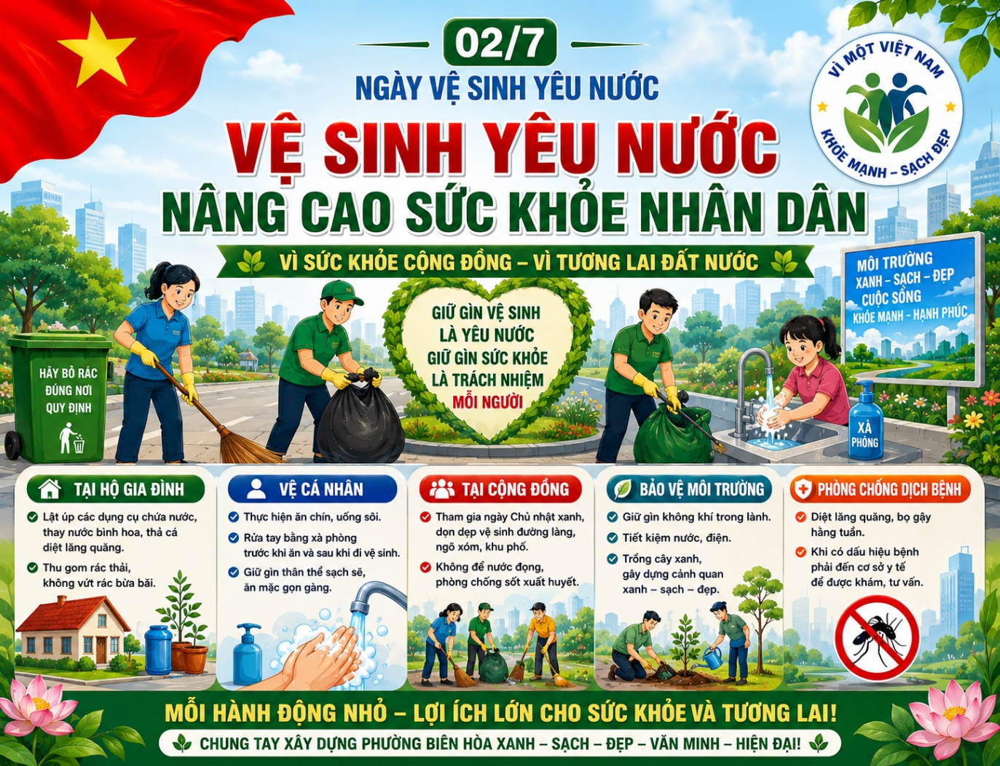 02/7
NGÀY VỆ SINH YÊU NƯỚC
VỆ SINH YÊU NƯỚC
NÂNG CAO SỨC KHỎE NHÂN DÂN
VÌ SỨC KHỎE CỘNG ĐỒNG – VÌ TƯƠNG LAI ĐẤT NƯỚC
VÌ MỘT VIỆT NAM
KHỎE MẠNH – SẠCH ĐẸP
MÔI TRƯỜNG
XANH – SẠCH – ĐẸP
CUỘC SỐNG
KHỎE MẠNH – HẠNH PHÚC
HÃY BỎ RÁC
ĐÚNG NƠI
QUY ĐỊNH
GIỮ GÌN VỆ SINH
LÀ YÊU NƯỚC
GIỮ GÌN SỨC KHỎE
LÀ TRÁCH NHIỆM
MỖI NGƯỜI
XÀ
PHÒNG
TẠI HỘ GIA ĐÌNH
Lật úp các dụng cụ chứa nước,
thay nước bình hoa, thả cá
diệt lăng quăng.
Thu gom rác thải,
không vứt rác bừa bãi.
VỆ CÁ NHÂN
Thực hiện ăn chín, uống sôi.
Rửa tay bằng xà phòng
trước khi ăn và sau khi đi vệ sinh.
Giữ gìn thân thể sạch sẽ,
ăn mặc gọn gàng.
TẠI CỘNG ĐỒNG
Tham gia ngày Chủ nhật xanh,
dọn dẹp vệ sinh đường làng,
ngõ xóm, khu phố.
Không để nước đọng,
phòng chống sốt xuất huyết.
BẢO VỆ MÔI TRƯỜNG
Giữ gìn không khí trong lành.
Tiết kiệm nước, điện.
Trồng cây xanh,
gây dựng cảnh quan
xanh – sạch – đẹp.
PHÒNG CHỐNG DỊCH BỆNH
Diệt lăng quăng, bọ gậy
hằng tuần.
Khi có dấu hiệu bệnh
phải đến cơ sở y tế
để được khám, tư vấn.
MỖI HÀNH ĐỘNG NHỎ – LỢI ÍCH LỚN CHO SỨC KHỎE VÀ TƯƠNG LAI!
CHUNG TAY XÂY DỰNG PHƯỜNG BIÊN HÒA XANH – SẠCH – ĐẸP – VĂN MINH – HIỆN ĐẠI!